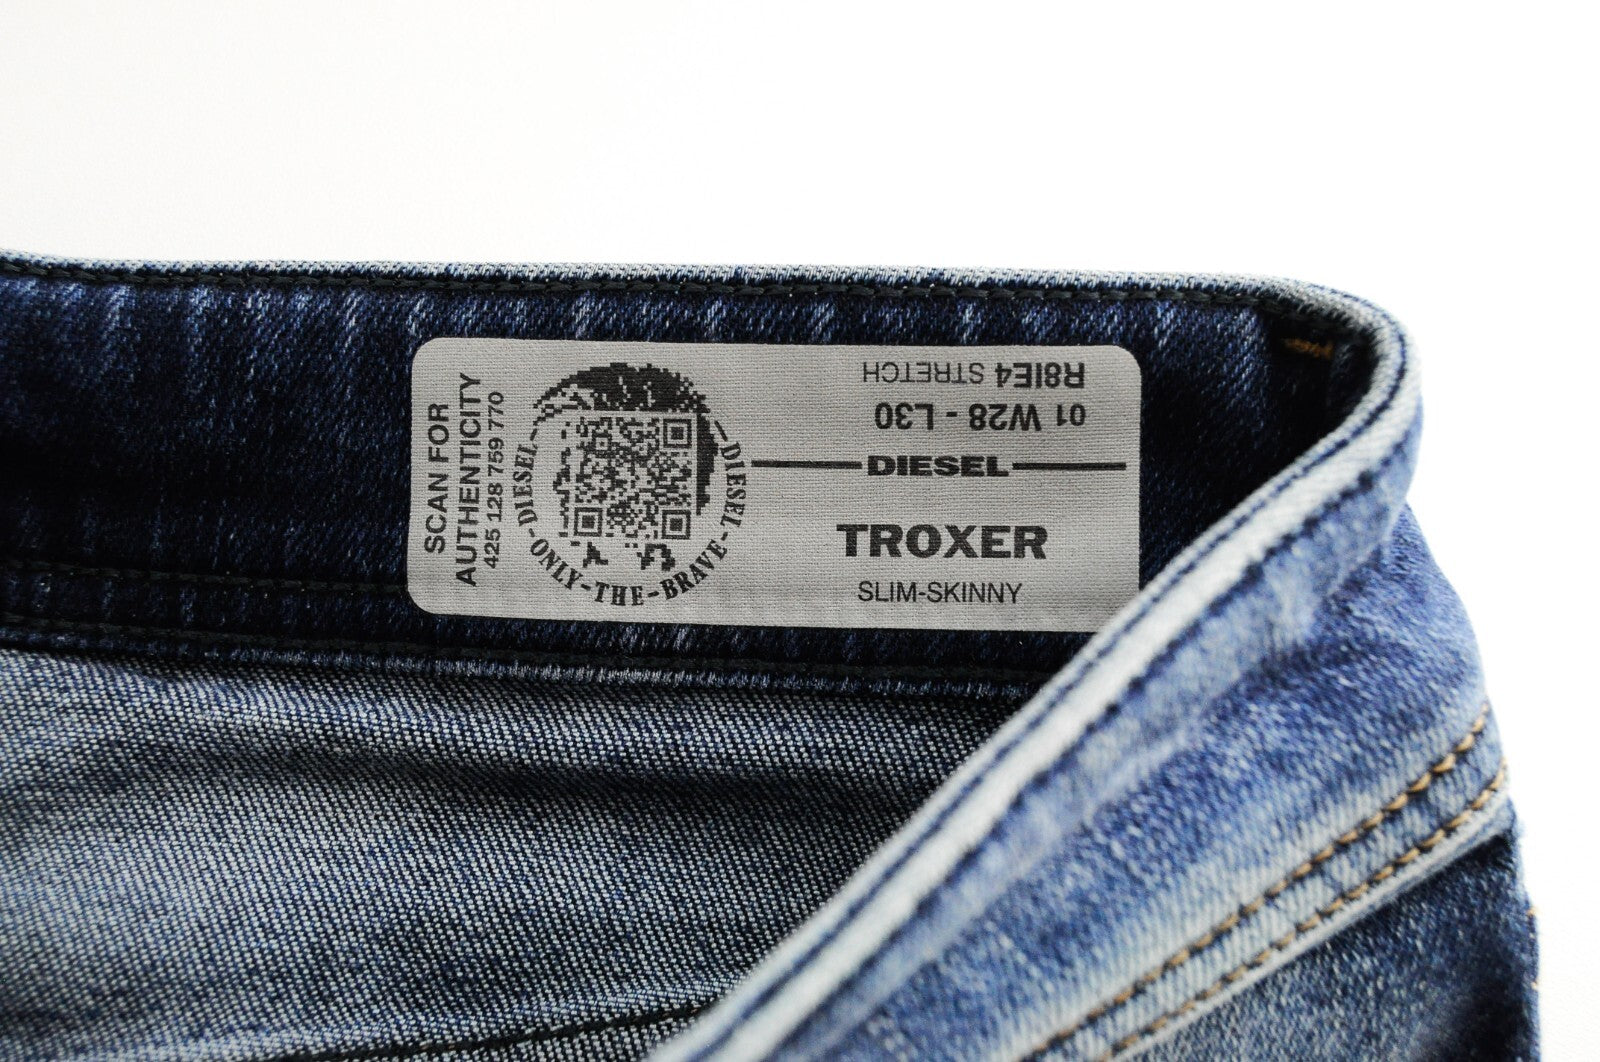 SCAN FOR
AUTHENTICITY
425 128 759 770
DIESEL-ONLY-THE-BRAVE-DIESEL
R8IE4 STRETCH
01 W28 - L30
DIESEL
TROXER
SLIM-SKINNY